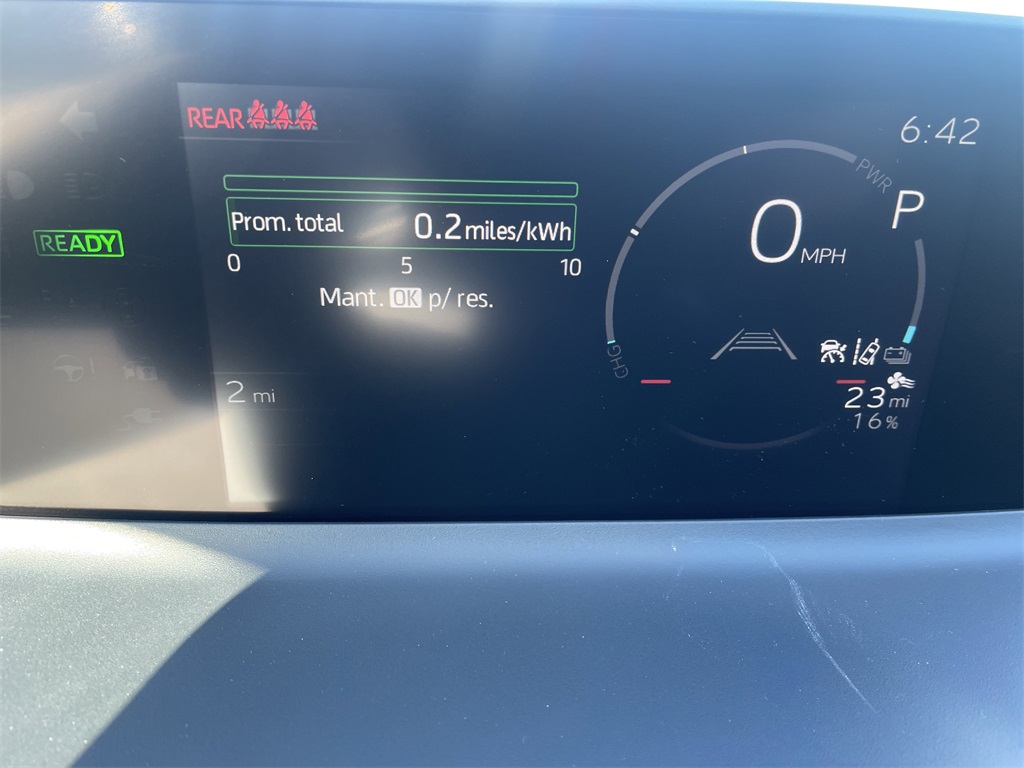 REAR
6:42
PWR
P
READY
Prom. total 0.2 miles/kWh
0 MPH
0 5 10
Mant. OK p/ res.
CHG
2 mi
23 mi
16%